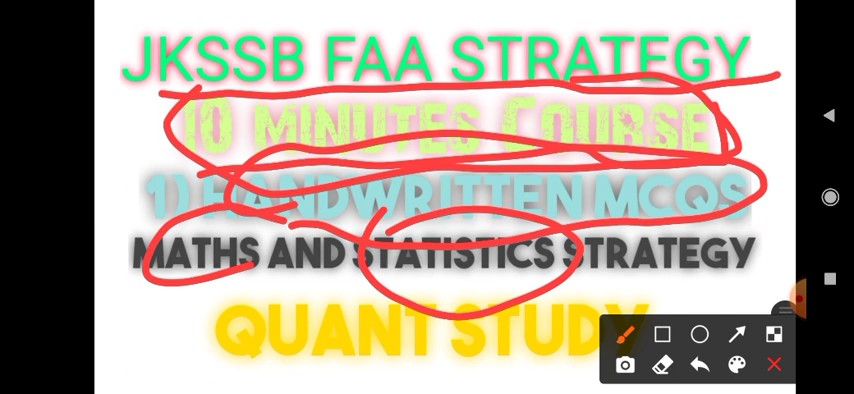 JKSSB FAA STRATEGY
10 MINUTES COURSE
1) HANDWRITTEN MCQS
MATHS AND STATISTICS STRATEGY
QUANT STUDY